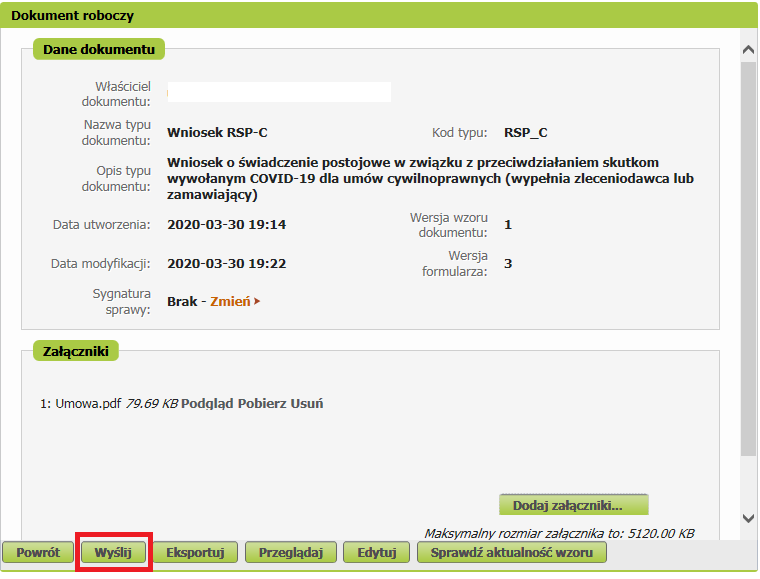 Dokument roboczy
Dane dokumentu
Właściciel
dokumentu:
Nazwa typu
dokumentu:
Wniosek RSP-C
Kod typu:
RSP_C
Opis typu
dokumentu:
Wniosek o świadczenie postojowe w związku z przeciwdziałaniem skutkom
wywołanym COVID-19 dla umów cywilnoprawnych (wypełnia zleceniodawca lub
zamawiający)
Data utworzenia:
2020-03-30 19:14
Wersja wzoru
dokumentu:
1
Data modyfikacji:
2020-03-30 19:22
Wersja
formularza:
3
Sygnatura
sprawy:
Brak - Zmień
Załączniki
1: Umowa.pdf 79.69 KB Podgląd Pobierz Usuń
Dodaj załączniki...
Maksymalny rozmiar załącznika to: 5120.00 KB
Powrót Wyślij Eksportuj Przeglądaj Edytuj Sprawdź aktualność wzoru